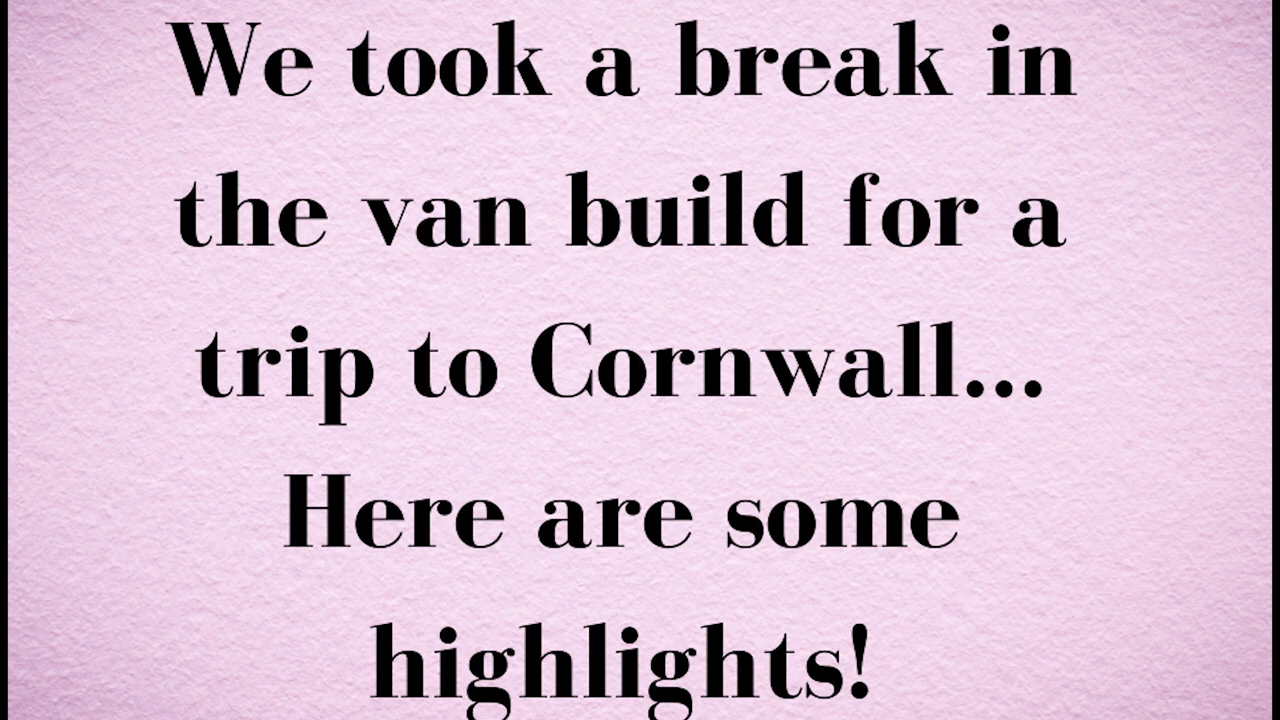 We took a break in
the van build for a
trip to Cornwall...
Here are some
highlights!